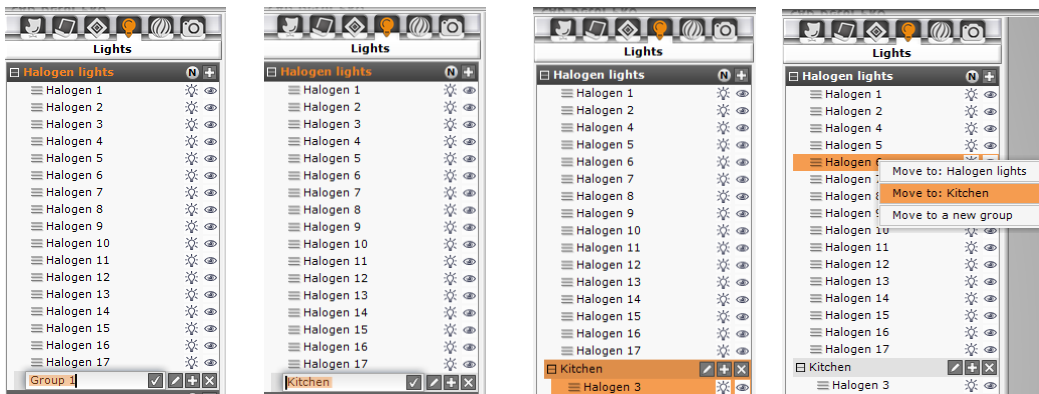 Lights
Halogen lights
N
Halogen 1
Halogen 2
Halogen 3
Halogen 4
Halogen 5
Halogen 6
Halogen 7
Halogen 8
Halogen 9
Halogen 10
Halogen 11
Halogen 12
Halogen 13
Halogen 14
Halogen 15
Halogen 16
Halogen 17
Group 1
Lights
Halogen lights
N
Halogen 1
Halogen 2
Halogen 3
Halogen 4
Halogen 5
Halogen 6
Halogen 7
Halogen 8
Halogen 9
Halogen 10
Halogen 11
Halogen 12
Halogen 13
Halogen 14
Halogen 15
Halogen 16
Halogen 17
Kitchen
Lights
Halogen lights
N
Halogen 1
Halogen 2
Halogen 4
Halogen 5
Halogen 6
Halogen 7
Halogen 8
Halogen 9
Halogen 10
Halogen 11
Halogen 12
Halogen 13
Halogen 14
Halogen 15
Halogen 16
Halogen 17
Kitchen
Halogen 3
Lights
Halogen lights
N
Halogen 1
Halogen 2
Halogen 4
Halogen 5
Halogen 6
Move to: Halogen lights
Halogen
Move to: Kitchen
Halogen
Halogen
Move to a new group
Halogen 10
Halogen 11
Halogen 12
Halogen 13
Halogen 14
Halogen 15
Halogen 16
Halogen 17
Kitchen
Halogen 3